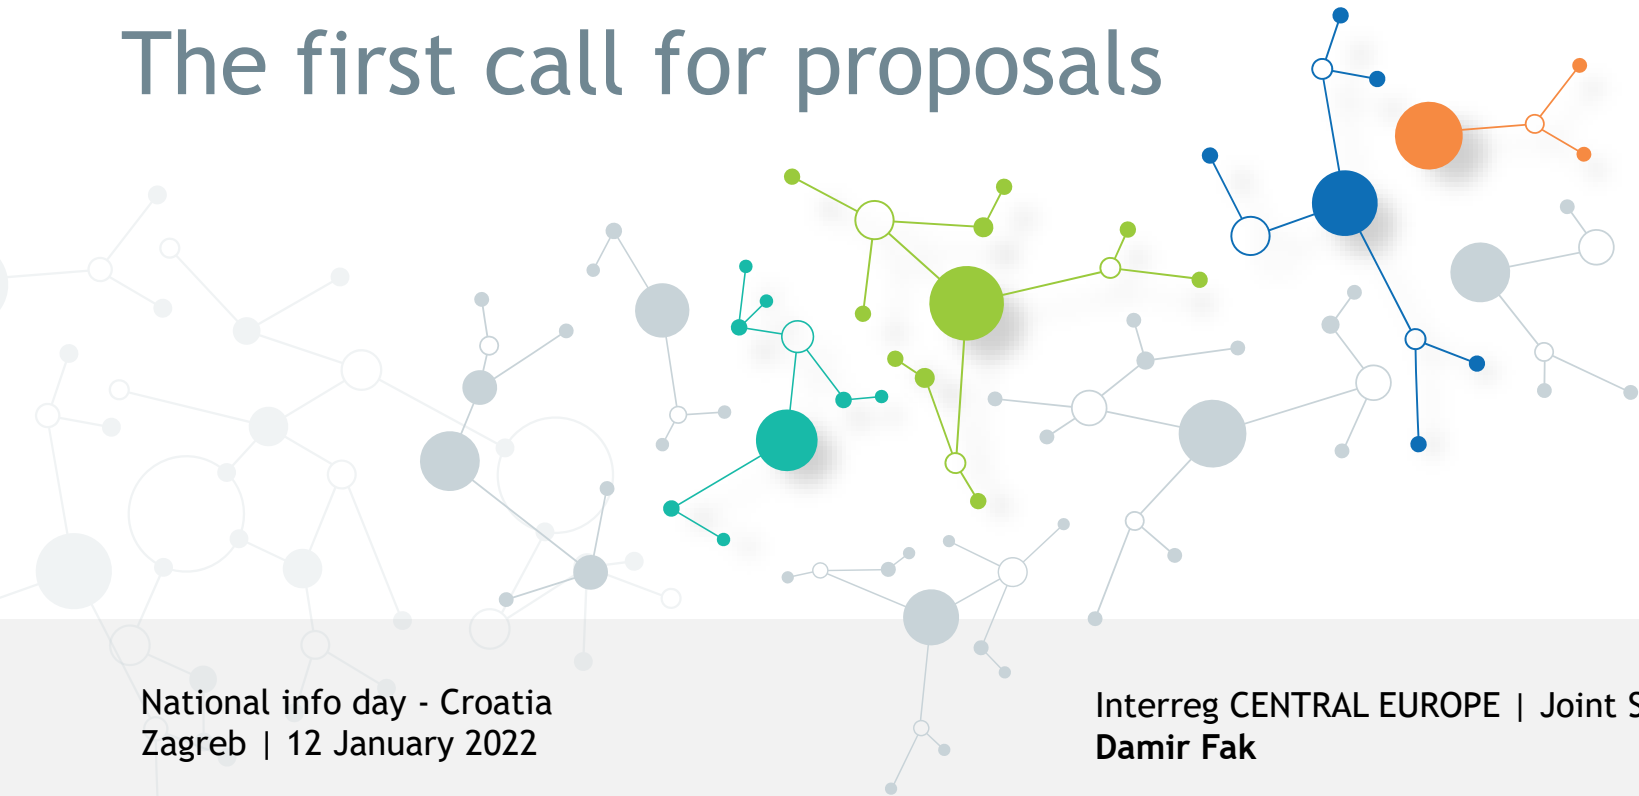 The first call for proposals
National info day - Croatia
Zagreb | 12 January 2022
Interreg CENTRAL EUROPE | Joint
Damir Fak